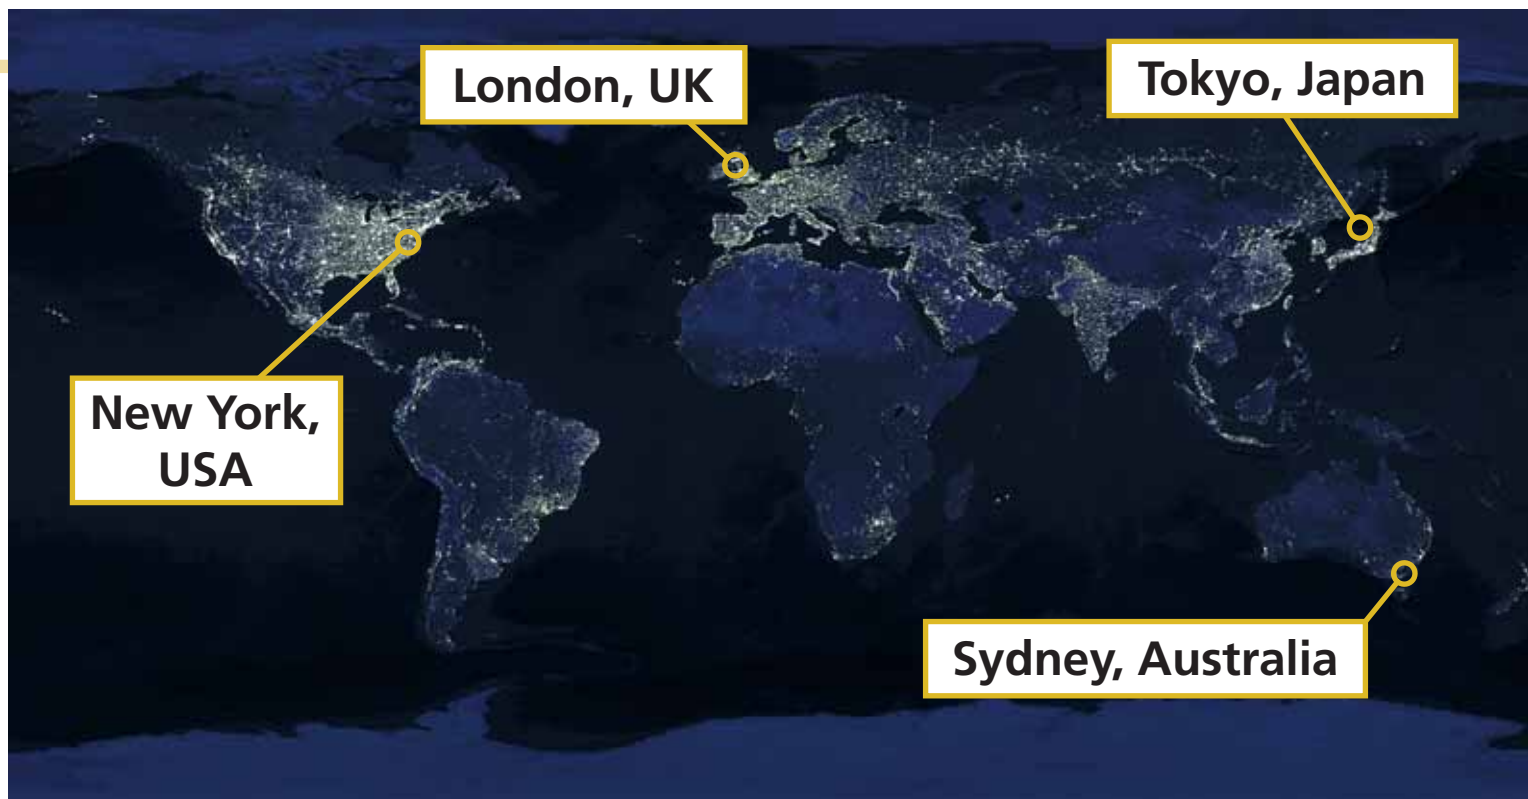 London, UK
Tokyo, Japan
New York,
USA
Sydney, Australia